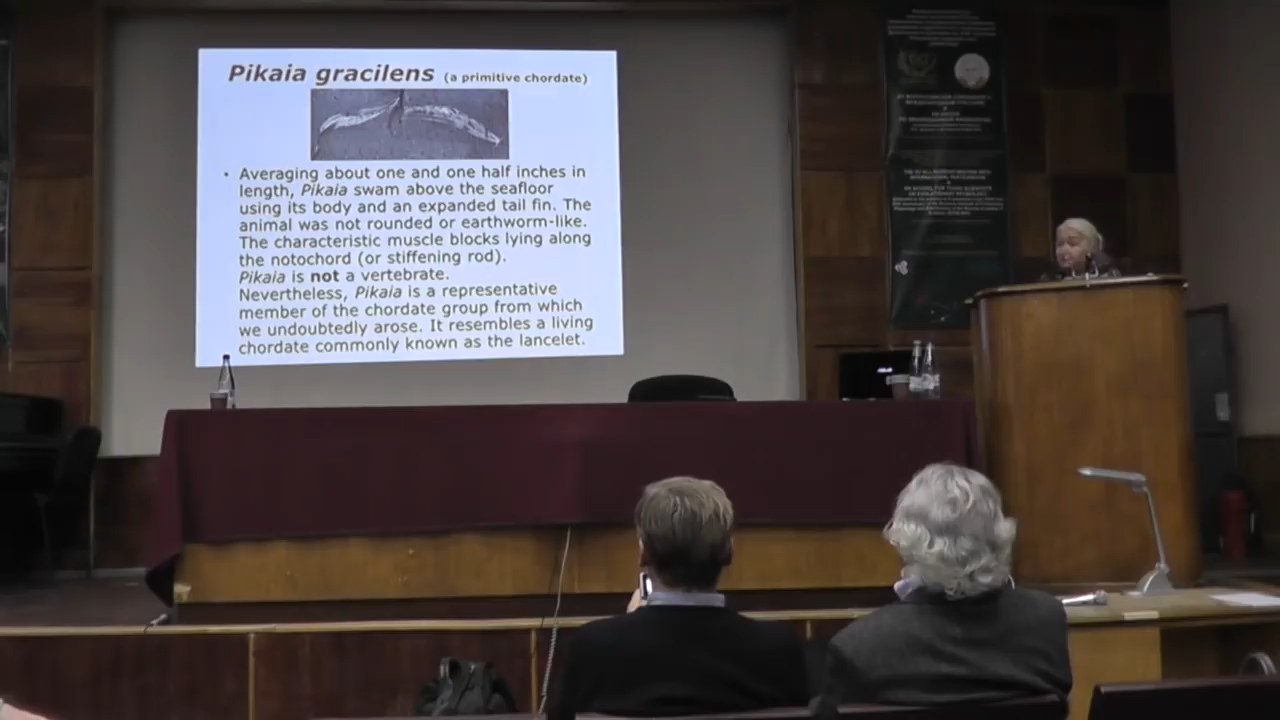 Pikaia gracilens (a primitive chordate)
• Averaging about one and one half inches in
length, Pikaia swam above the seafloor
using its body and an expanded tail fin. The
animal was not rounded or earthworm-like.
The characteristic muscle blocks lying along
the notochord (or stiffening rod).
Pikaia is not a vertebrate.
Nevertheless, Pikaia is a representative
member of the chordate group from which
we undoubtedly arose. It resembles a living
chordate commonly known as the lancelet.